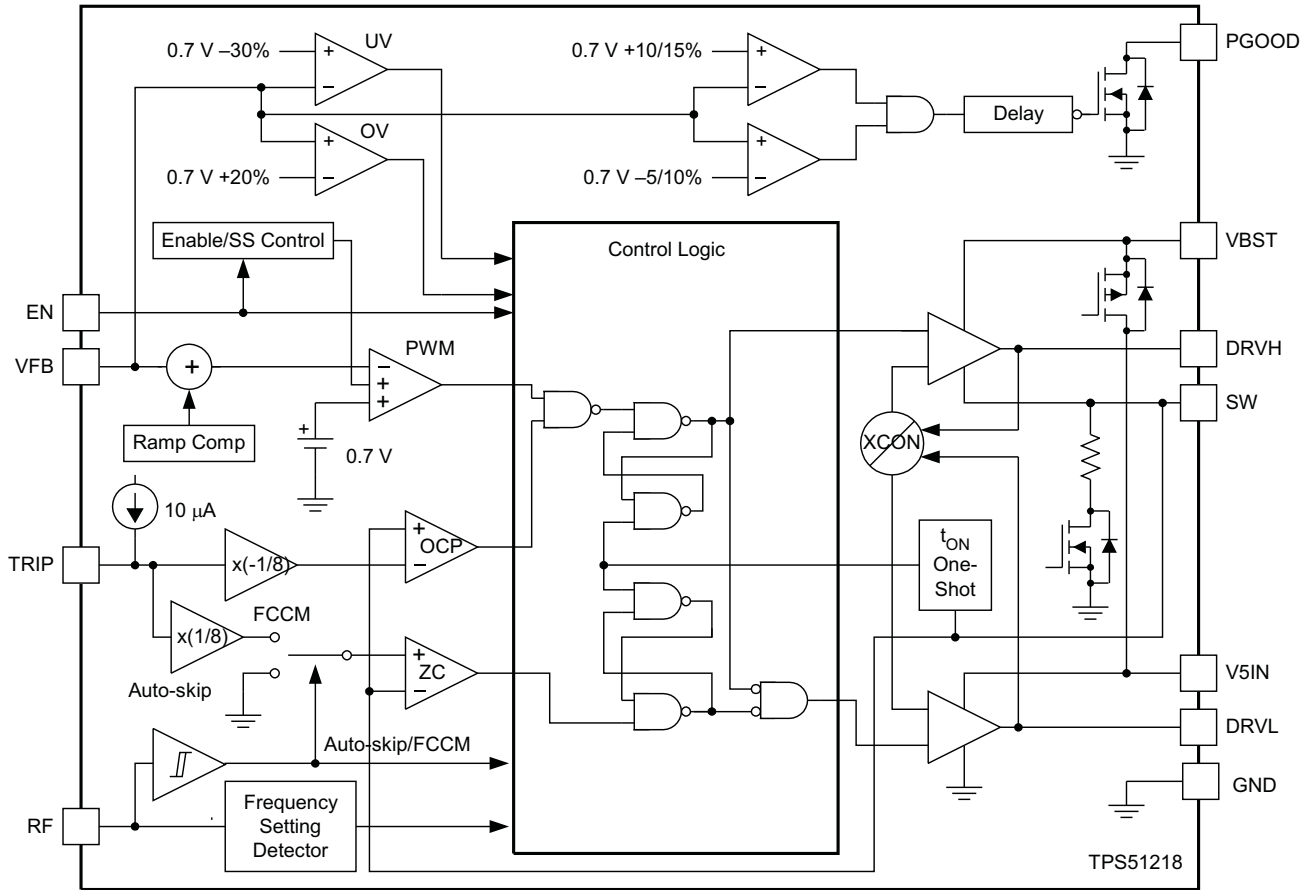 UV
PGOOD
0.7 V –30%
+
–
0.7 V +10/15%
+
–
Delay
OV
+
–
0.7 V +20%
+
–
0.7 V –5/10%
Enable/SS Control
Control Logic
VBST
EN
VFB
+
PWM
–
+
+
DRVH
SW
Ramp Comp
+
0.7 V
XCON
10 μA
TRIP
x(-1/8)
+
OCP
–
tON
One-
Shot
FCCM
x(1/8)
Auto-skip
+
ZC
–
V5IN
DRVL
Auto-skip/FCCM
GND
RF
Frequency
Setting
Detector
TPS51218